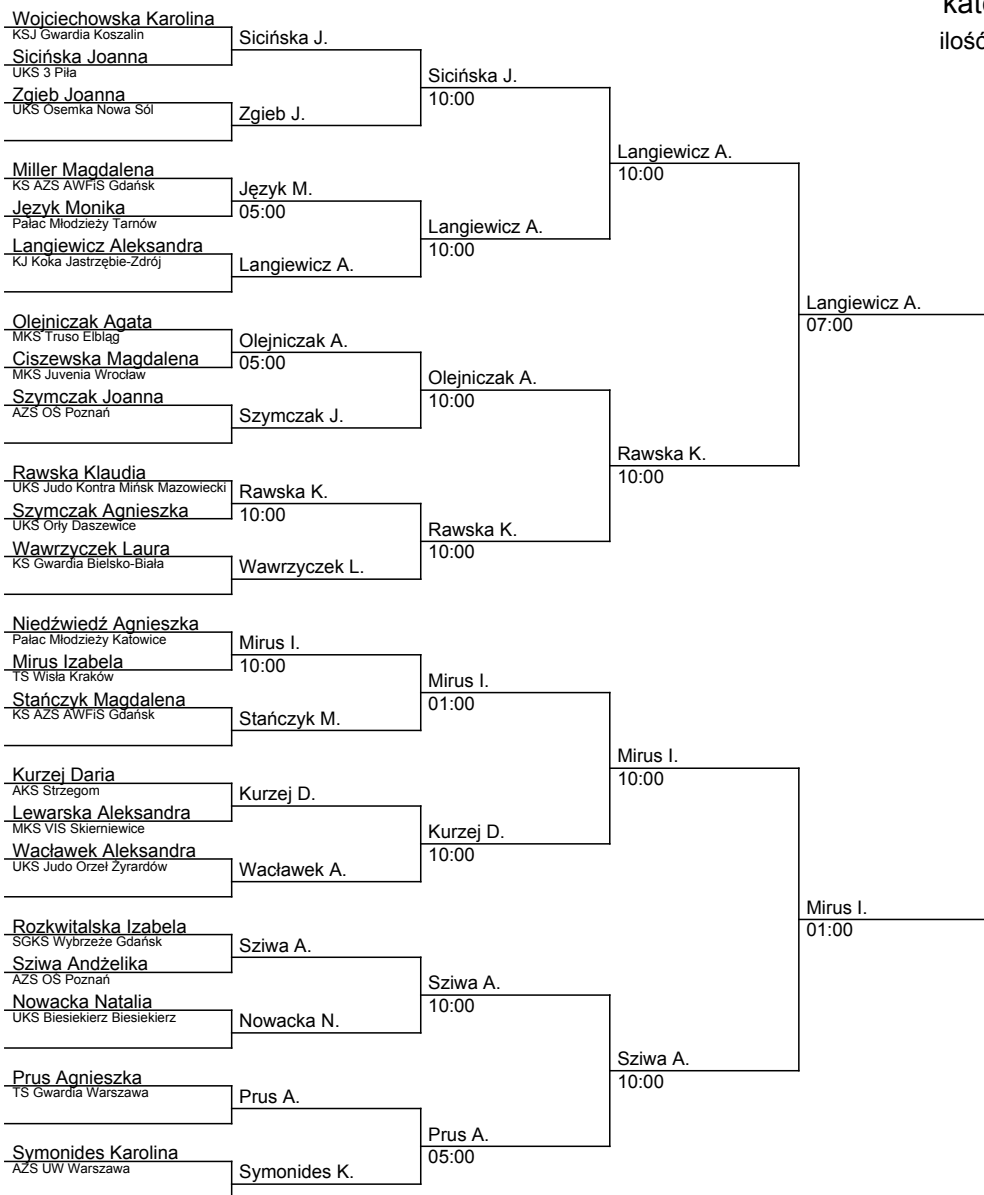 kat
ilość
Wojciechowska Karolina
KSJ Gwardia Koszalin
Sicińska Joanna
UKS 3 Piła
Zgieb Joanna
UKS Ósemka Nowa Sól
Miller Magdalena
KS AZS AWFiS Gdańsk
Język Monika
Pałac Młodzieży Tarnów
Langiewicz Aleksandra
KJ Koka Jastrzębie-Zdrój
Olejniczak Agata
MKS Truso Elbląg
Ciszewska Magdalena
MKS Juvenia Wrocław
Szymczak Joanna
AZS OŚ Poznań
Rawska Klaudia
UKS Judo Kontra Mińsk Mazowiecki
Szymczak Agnieszka
UKS Orły Daszewice
Wawrzyczek Laura
KS Gwardia Bielsko-Biała
Niedźwiedź Agnieszka
Pałac Młodzieży Katowice
Mirus Izabela
TS Wisła Kraków
Stańczyk Magdalena
KS AZS AWFiS Gdańsk
Kurzej Daria
AKS Strzegom
Lewarska Aleksandra
MKS VIS Skierniewice
Wacławek Aleksandra
UKS Judo Orzeł Żyrardów
Rozkwitalska Izabela
SGKS Wybrzeże Gdańsk
Sziwa Andżelika
AZS OŚ Poznań
Nowacka Natalia
UKS Biesiekierz Biesiekierz
Prus Agnieszka
TS Gwardia Warszawa
Symonides Karolina
AZS UW Warszawa
Sicińska J.
Zgieb J.
Język M.
05:00
Langiewicz A.
Olejniczak A.
05:00
Szymczak J.
Rawska K.
10:00
Wawrzyczek L.
Mirus I.
10:00
Stańczyk M.
Kurzej D.
Wacławek A.
Sziwa A.
Nowacka N.
Prus A.
Symonides K.
Sicińska J.
10:00
Langiewicz A.
10:00
Olejniczak A.
10:00
Rawska K.
10:00
Mirus I.
01:00
Kurzej D.
10:00
Sziwa A.
10:00
Prus A.
05:00
Langiewicz A.
10:00
Rawska K.
10:00
Mirus I.
10:00
Sziwa A.
10:00
Langiewicz A.
07:00
Mirus I.
01:00